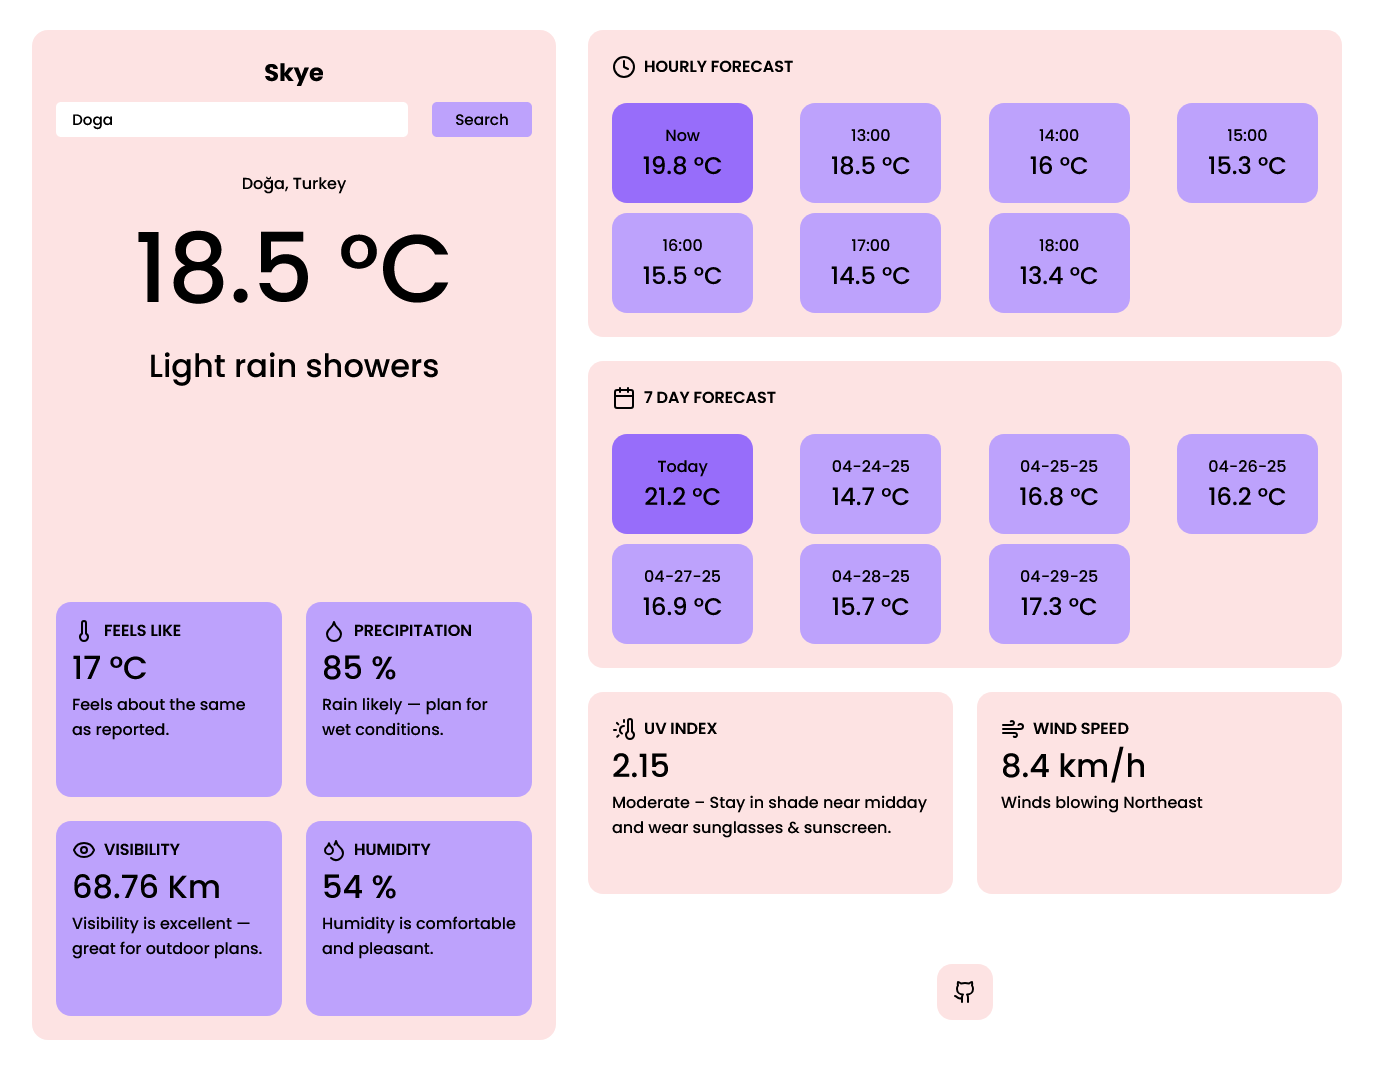 Skye
Doga
Search
Doğa, Turkey
18.5 °C
Light rain showers
FEELS LIKE
17 °C
Feels about the same
as reported.
PRECIPITATION
85 %
Rain likely — plan for
wet conditions.
VISIBILITY
68.76 Km
Visibility is excellent —
great for outdoor plans.
HUMIDITY
54 %
Humidity is comfortable
and pleasant.
HOURLY FORECAST
Now
19.8 °C
13:00
18.5 °C
14:00
16 °C
15:00
15.3 °C
16:00
15.5 °C
17:00
14.5 °C
18:00
13.4 °C
7 DAY FORECAST
Today
21.2 °C
04-24-25
14.7 °C
04-25-25
16.8 °C
04-26-25
16.2 °C
04-27-25
16.9 °C
04-28-25
15.7 °C
04-29-25
17.3 °C
UV INDEX
2.15
Moderate – Stay in shade near midday
and wear sunglasses & sunscreen.
WIND SPEED
8.4 km/h
Winds blowing Northeast